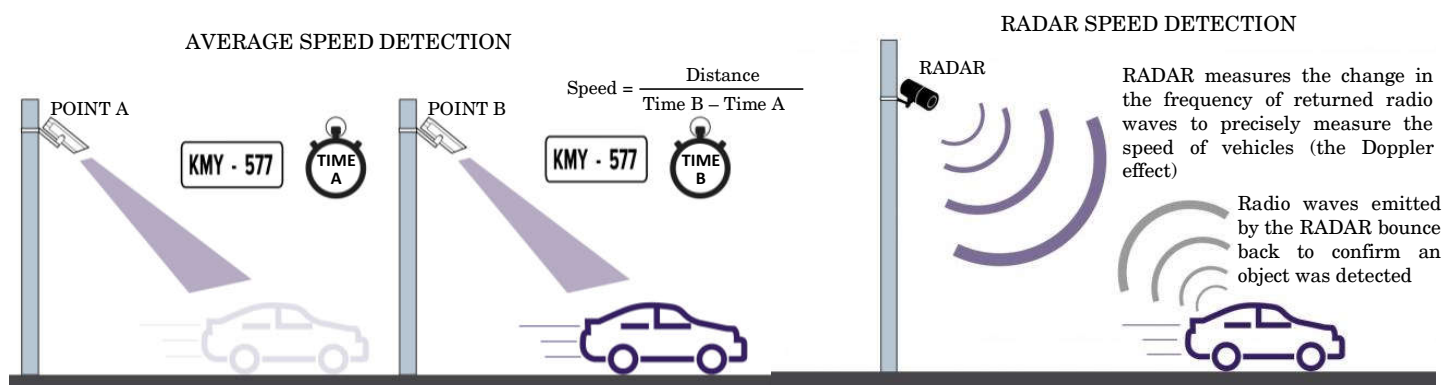 AVERAGE SPEED DETECTION
Speed = Distance
Time B – Time A
POINT A
KMY - 577
TIME
A
POINT B
KMY - 577
TIME
B
RADAR SPEED DETECTION
RADAR
RADAR measures the change in
the frequency of returned radio
waves to precisely measure the
speed of vehicles (the Doppler
effect)
Radio waves emitted
by the RADAR bounce
back to confirm an
object was detected